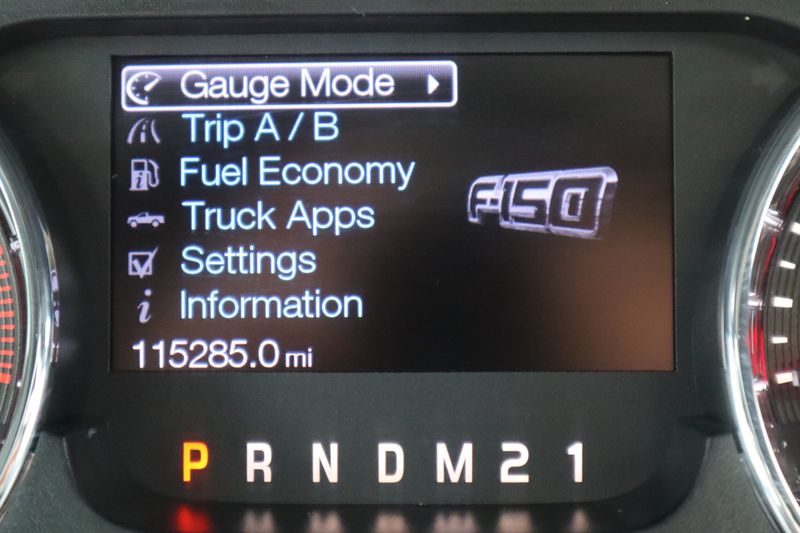 Gauge Mode
Trip A / B
Fuel Economy
Truck Apps
Settings
Information
F-150
115285.0 mi
P R N D M 2 1